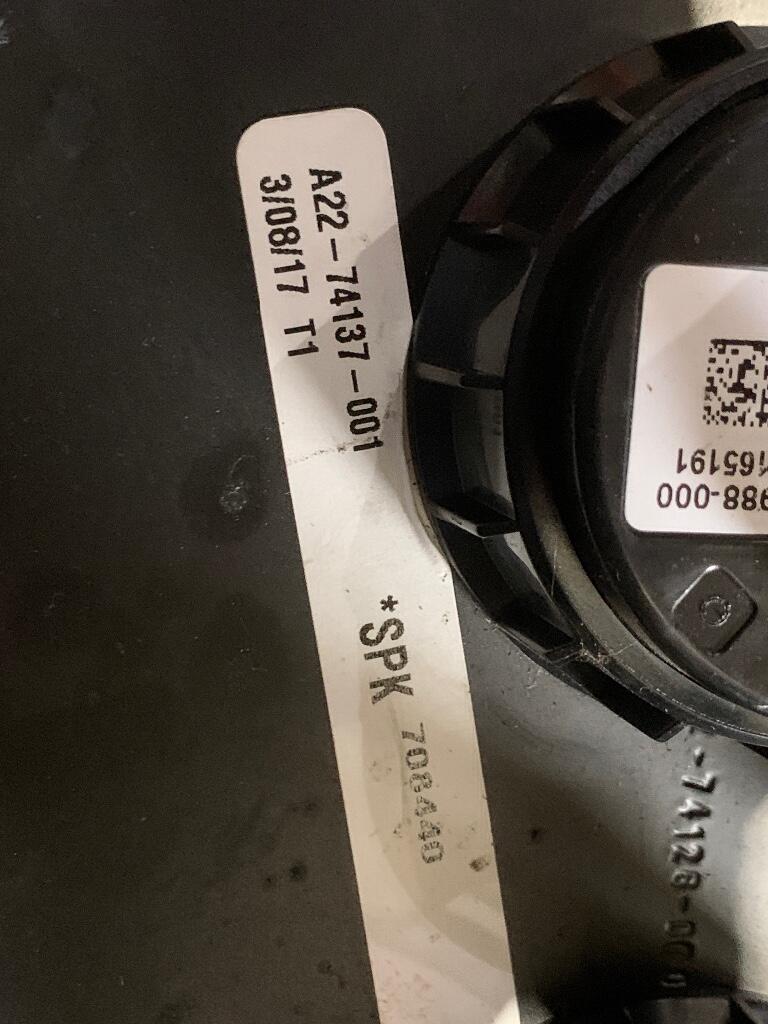 A22-74137-001
3/08/17 T1
*SPK 708440
165191
988-000
-74128-00